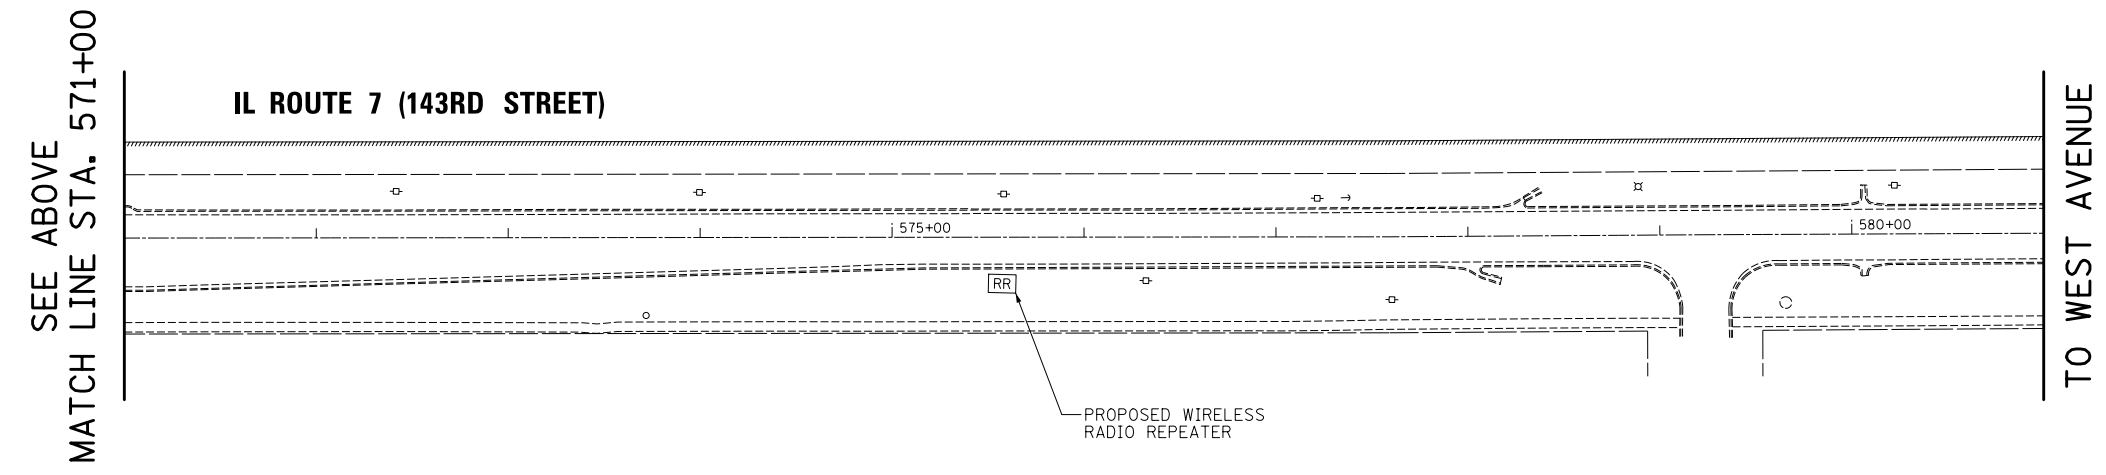 SEE ABOVE
MATCH LINE STA. 571+00
IL ROUTE 7 (143RD STREET)
575+00
580+00
RR
PROPOSED WIRELESS
RADIO REPEATER
TO WEST AVENUE